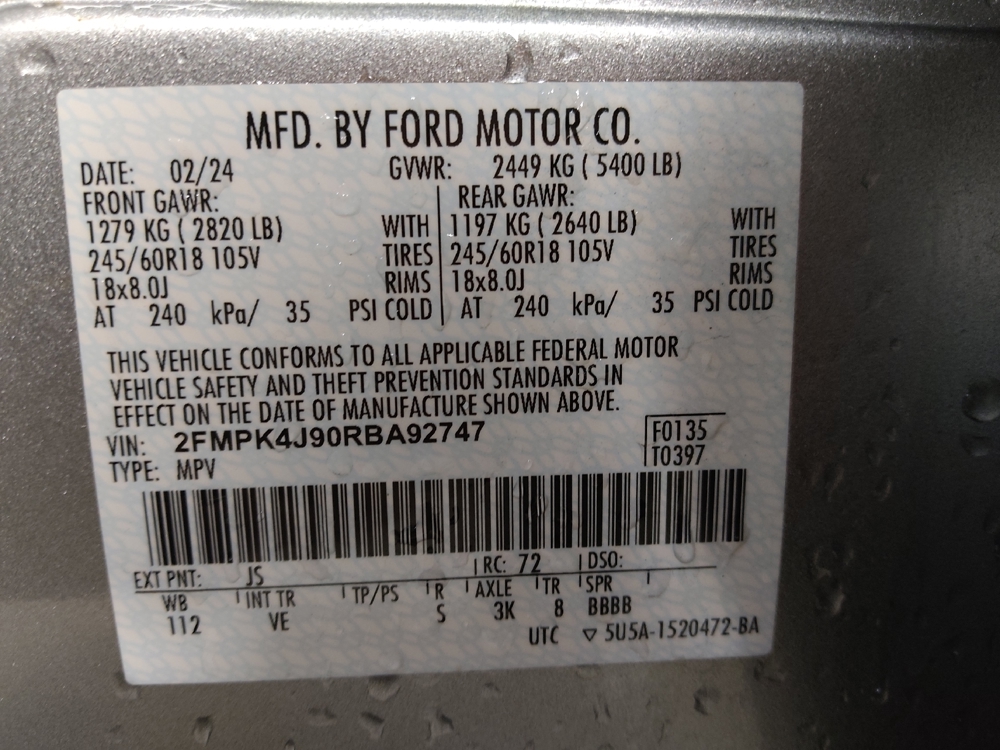 MFD. BY FORD MOTOR CO.
DATE: 02/24 GVWR: 2449 KG ( 5400 LB)
FRONT GAWR: REAR GAWR:
1279 KG ( 2820 LB) WITH 1197 KG ( 2640 LB) WITH
245/60R18 105V TIRES 245/60R18 105V TIRES
18x8.0J RIMS 18x8.0J RIMS
AT 240 kPa/ 35 PSI COLD AT 240 kPa/ 35 PSI COLD
THIS VEHICLE CONFORMS TO ALL APPLICABLE FEDERAL MOTOR
VEHICLE SAFETY AND THEFT PREVENTION STANDARDS IN
EFFECT ON THE DATE OF MANUFACTURE SHOWN ABOVE.
VIN: 2FMPK4J90RBA92747 F0135
TYPE: MPV T0397
EXT PNT: JS RC: 72 DSO:
WB INT TR TP/PS R AXLE TR SPR
112 VE S 3K 8 BBBB
UTC ▽ 5U5A-1520472-BA